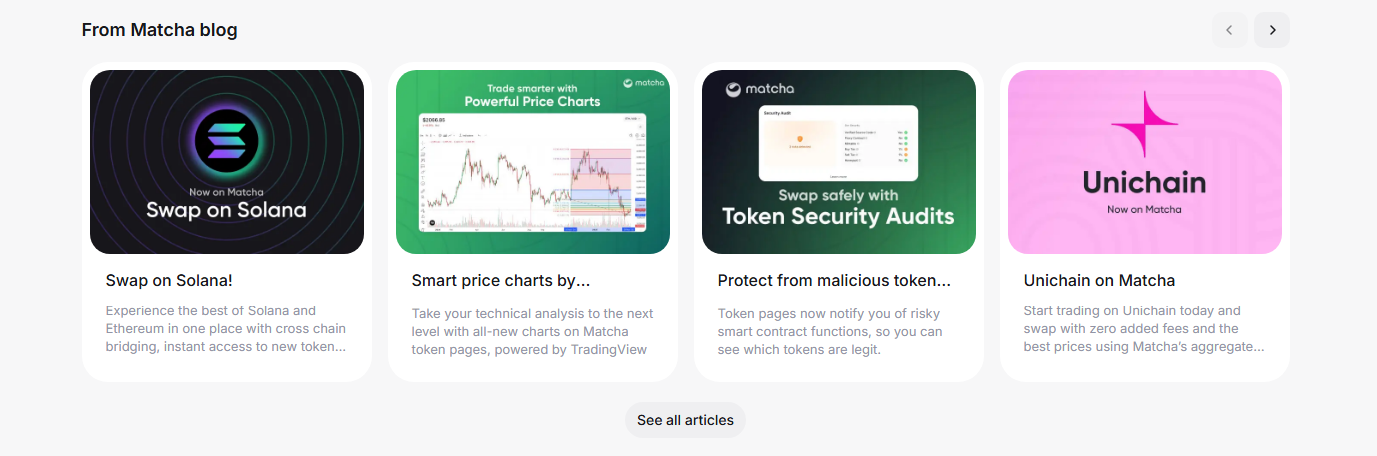 From Matcha blog
Now on Matcha
Swap on Solana
Swap on Solana!
Experience the best of Solana and
Ethereum in one place with cross chain
bridging, instant access to new token...
Trade smarter with
Powerful Price Charts
matcha
$2086.85
Smart price charts by...
Take your technical analysis to the next
level with all-new charts on Matcha
token pages, powered by TradingView
matcha
Security Audit
Swap safely with
Token Security Audits
Protect from malicious token...
Token pages now notify you of risky
smart contract functions, so you can
see which tokens are legit.
Unichain
Now on Matcha
Unichain on Matcha
Start trading on Unichain today and
swap with zero added fees and the
best prices using Matcha’s aggregate...
See all articles